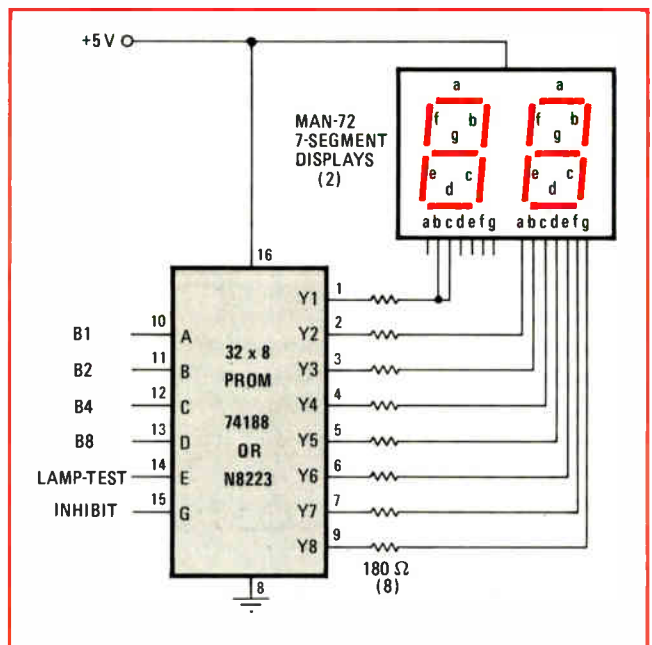 +5 V
MAN-72
7-SEGMENT
DISPLAYS
(2)
a a
f b f b
g g
e c e c
d d
abcdefg abcdefg
16
Y1 1
B1 10 A Y2 2
B2 11 B 32 x 8 Y3 3
PROM
B4 12 C Y4 4
74188
B8 13 D OR Y5 5
LAMP-TEST 14 E N8223 Y6 6
INHIBIT 15 G Y7 7
Y8 9
180 Ω
(8)
8